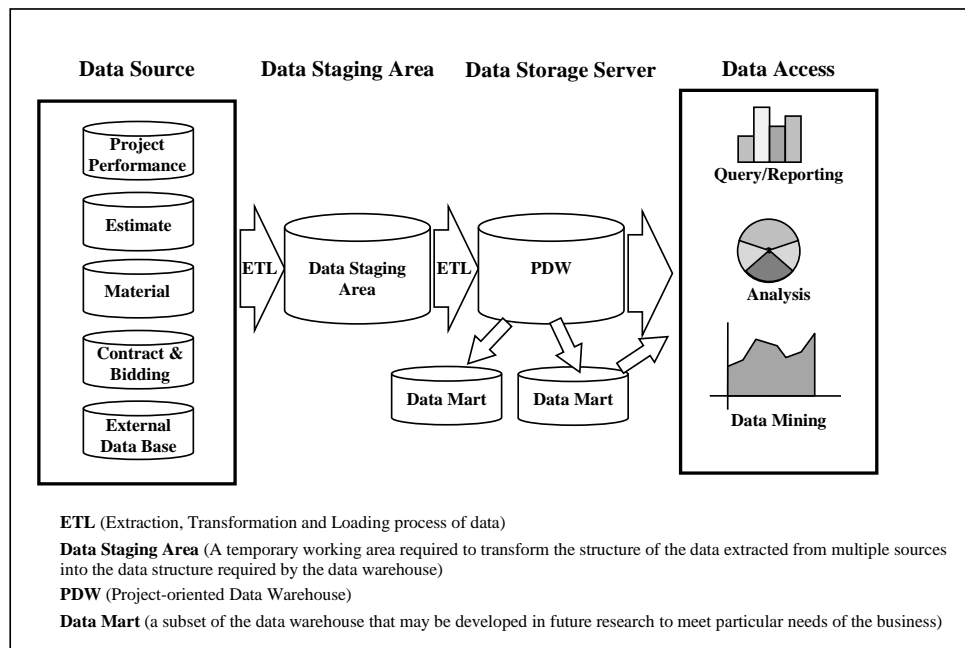 Data Source
Data Staging Area
Data Storage Server
Data Access
Project
Performance
Estimate
Material
Contract &
Bidding
External
Data Base
ETL
Data Staging
Area
ETL
PDW
Data Mart
Data Mart
Query/Reporting
Analysis
Data Mining
ETL (Extraction, Transformation and Loading process of data)
Data Staging Area (A temporary working area required to transform the structure of the data extracted from multiple sources
into the data structure required by the data warehouse)
PDW (Project-oriented Data Warehouse)
Data Mart (a subset of the data warehouse that may be developed in future research to meet particular needs of the business)